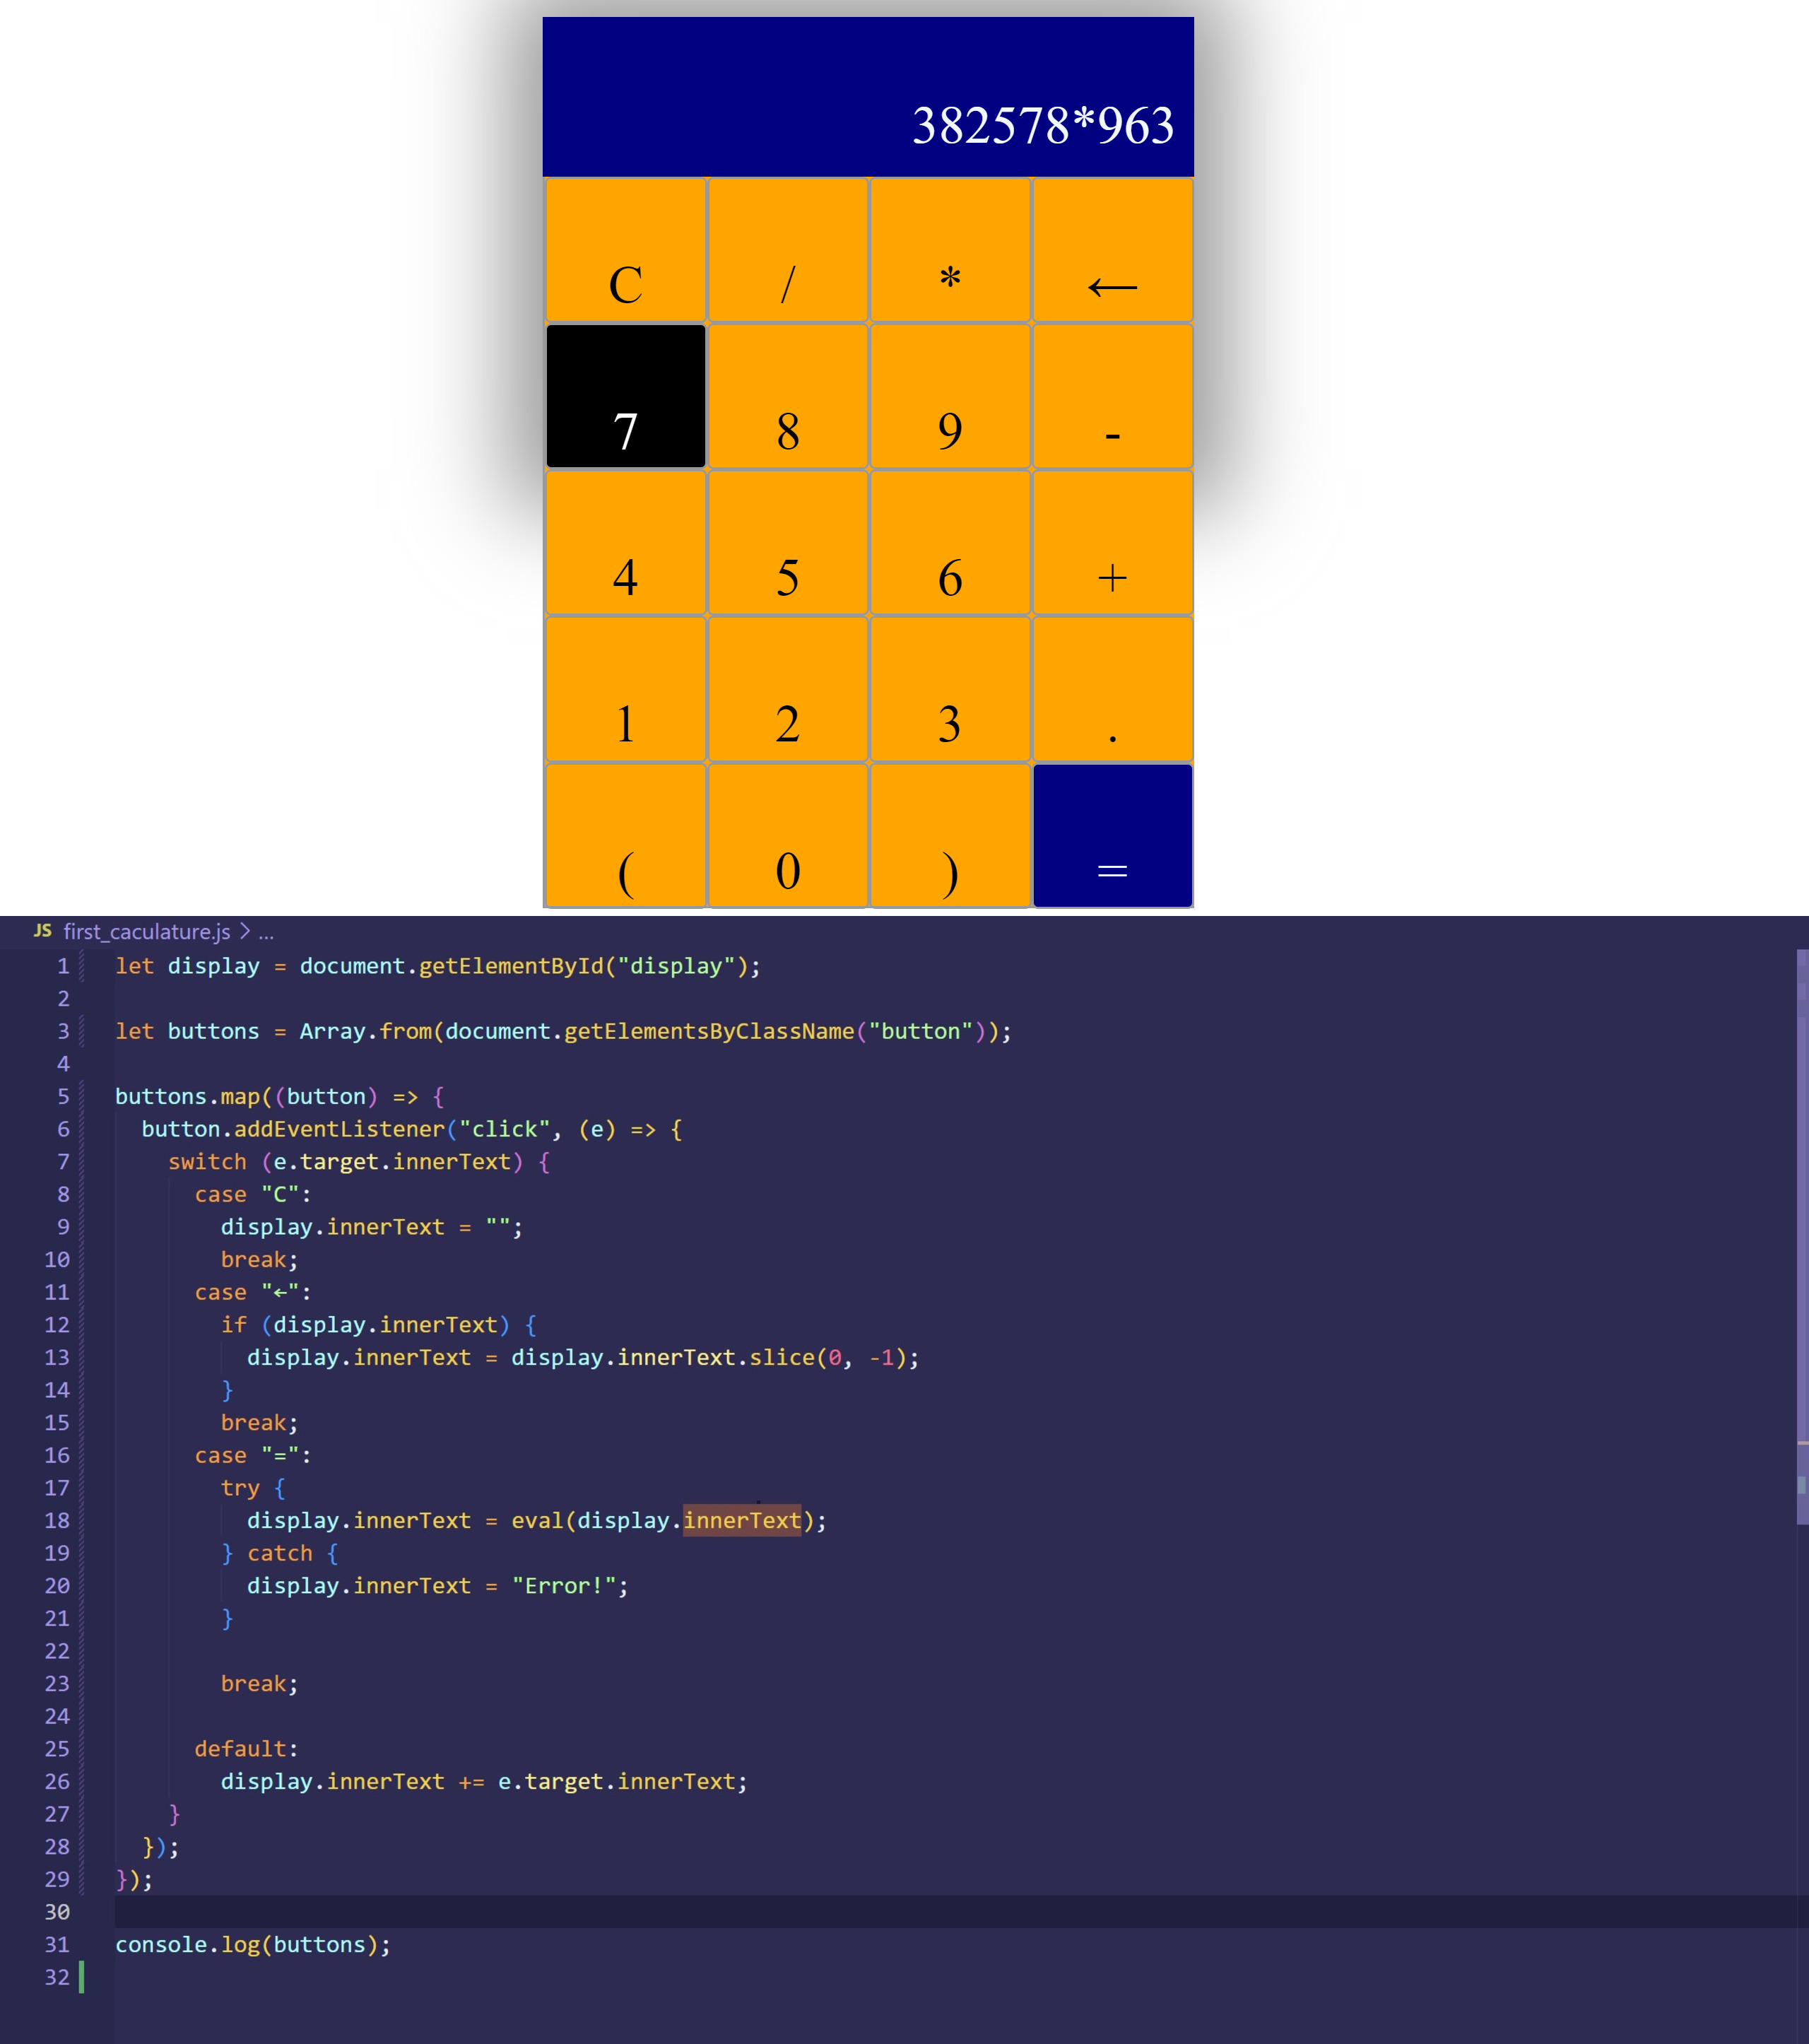 382578*963
C / * ←
7 8 9 -
4 5 6 +
1 2 3 .
( 0 ) =
JS first_caculature.js > ...
1 let display = document.getElementById("display");
2
3 let buttons = Array.from(document.getElementsByClassName("button"));
4
5 buttons.map((button) => {
6   button.addEventListener("click", (e) => {
7     switch (e.target.innerText) {
8       case "C":
9         display.innerText = "";
10         break;
11       case "←":
12         if (display.innerText) {
13           display.innerText = display.innerText.slice(0, -1);
14         }
15         break;
16       case "=":
17         try {
18           display.innerText = eval(display.innerText);
19         } catch {
20           display.innerText = "Error!";
21         }
22
23         break;
24
25       default:
26         display.innerText += e.target.innerText;
27     }
28   });
29 });
30
31 console.log(buttons);
32